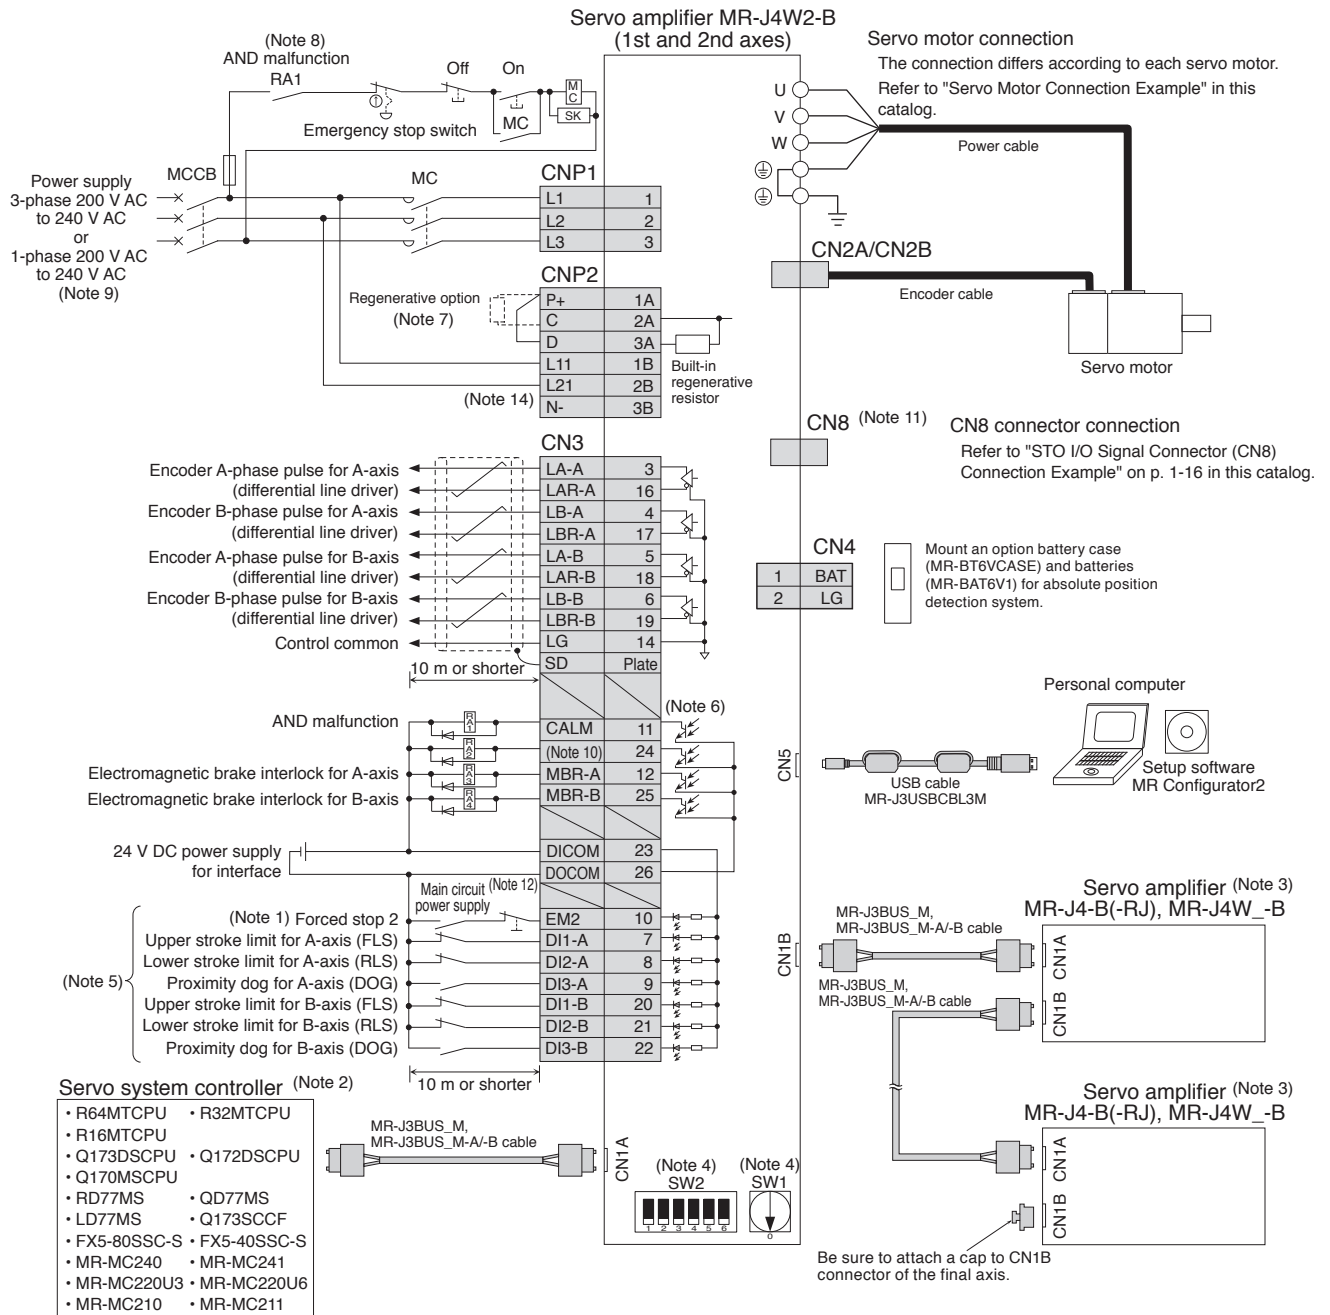 Servo amplifier MR-J4W2-B
(1st and 2nd axes)
(Note 8)
AND malfunction
RA1
Off
On
MC
SK
MC
Emergency stop switch
Servo motor connection
The connection differs according to each servo motor.
Refer to "Servo Motor Connection Example" in this
catalog.
U
V
W
Power cable
MCCB
MC
Power supply
3-phase 200 V AC
to 240 V AC
or
1-phase 200 V AC
to 240 V AC
(Note 9)
CNP1
L1 1
L2 2
L3 3
CN2A/CN2B
Encoder cable
Servo motor
CNP2
Regenerative option
(Note 7)
P+ 1A
C 2A
D 3A
L11 1B
L21 2B
N- 3B
(Note 14)
Built-in
regenerative
resistor
CN8 (Note 11)
CN8 connector connection
Refer to "STO I/O Signal Connector (CN8)
Connection Example" on p. 1-16 in this catalog.
CN3
Encoder A-phase pulse for A-axis LA-A 3
(differential line driver) LAR-A 16
Encoder B-phase pulse for A-axis LB-A 4
(differential line driver) LBR-A 17
Encoder A-phase pulse for B-axis LA-B 5
(differential line driver) LAR-B 18
Encoder B-phase pulse for B-axis LB-B 6
(differential line driver) LBR-B 19
Control common LG 14
SD Plate
10 m or shorter
CN4
1 BAT
2 LG
Mount an option battery case
(MR-BT6VCASE) and batteries
(MR-BAT6V1) for absolute position
detection system.
(Note 6)
AND malfunction RA1 CALM 11
RA2 (Note 10) 24
Electromagnetic brake interlock for A-axis RA3 MBR-A 12
Electromagnetic brake interlock for B-axis RA4 MBR-B 25
Personal computer
CN5
USB cable
MR-J3USBCBL3M
Setup software
MR Configurator2
24 V DC power supply
for interface
DICOM 23
DOCOM 26
Main circuit
power supply
(Note 12)
(Note 5)
(Note 1) Forced stop 2 EM2 10
Upper stroke limit for A-axis (FLS) DI1-A 7
Lower stroke limit for A-axis (RLS) DI2-A 8
Proximity dog for A-axis (DOG) DI3-A 9
Upper stroke limit for B-axis (FLS) DI1-B 20
Lower stroke limit for B-axis (RLS) DI2-B 21
Proximity dog for B-axis (DOG) DI3-B 22
10 m or shorter
Servo amplifier (Note 3)
MR-J4-B(-RJ), MR-J4W_-B
CN1B
MR-J3BUS_M,
MR-J3BUS_M-A/-B cable
CN1A
MR-J3BUS_M,
MR-J3BUS_M-A/-B cable
CN1B
Servo amplifier (Note 3)
MR-J4-B(-RJ), MR-J4W_-B
CN1A
CN1B
Be sure to attach a cap to CN1B
connector of the final axis.
Servo system controller (Note 2)
• R64MTCPU • R32MTCPU
• R16MTCPU
• Q173DSCPU • Q172DSCPU
• Q170MSCPU
• RD77MS • QD77MS
• LD77MS • Q173SCCF
• FX5-80SSC-S • FX5-40SSC-S
• MR-MC240 • MR-MC241
• MR-MC220U3 • MR-MC220U6
• MR-MC210 • MR-MC211
MR-J3BUS_M,
MR-J3BUS_M-A/-B cable
CN1A
(Note 4)
SW2
1 2 3 4 5 6
(Note 4)
SW1
0